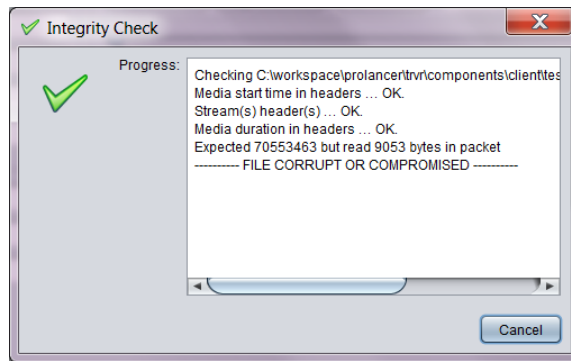 Integrity Check
Progress:
Checking C:\workspace\prolancer\trvr\components\client\tes
Media start time in headers ... OK.
Stream(s) header(s) ... OK.
Media duration in headers ... OK.
Expected 70553463 but read 9053 bytes in packet
---------- FILE CORRUPT OR COMPROMISED ----------
Cancel